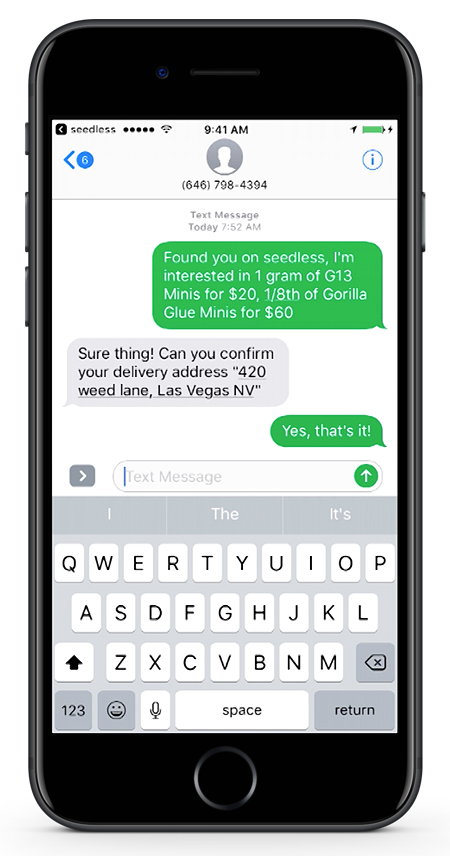 seedless 9:41 AM
6
(646) 798-4394
Text Message
Today 7:52 AM
Found you on seedless, I'm
interested in 1 gram of G13
Minis for $20, 1/8th of Gorilla
Glue Minis for $60
Sure thing! Can you confirm
your delivery address "420
weed lane, Las Vegas NV"
Yes, that's it!
Text Message
I The It's
Q W E R T Y U I O P
A S D F G H J K L
Z X C V B N M
123 space return